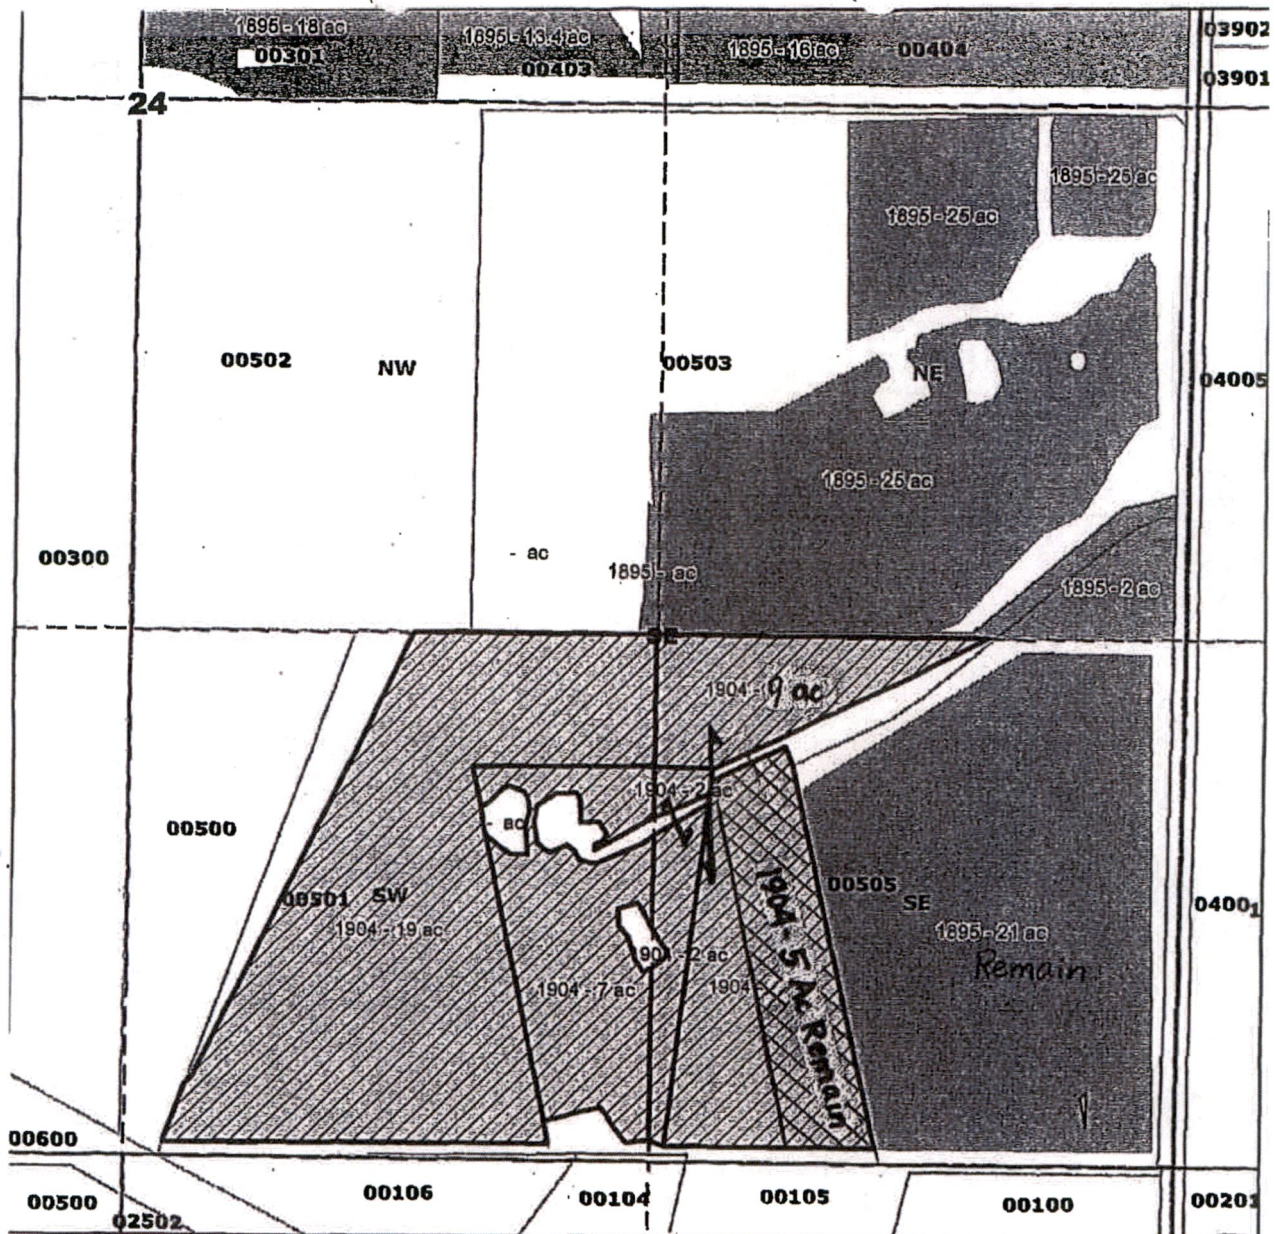 1895 - 18 ac
1895 - 13.4 ac
1895 - 16 ac
00404
03902
00301
00403
03901
24
1895 - 25 ac
1895 - 25 ac
00502
NW
00503
NE
04005
1895 - 25 ac
- ac
00300
1895 - ac
1895 - 2 ac
SE
1904 - 9 ac
1904 - 2 ac
- ac
00500
00501
SW
1904 - 19 ac
00505
SE
04001
1895 - 21 ac
Remain
1904 - 2 ac
1904 - 7 ac
1904 -
1904 - 5 Ac Remain
00600
00106
00104
00105
00100
00201
00500
02502